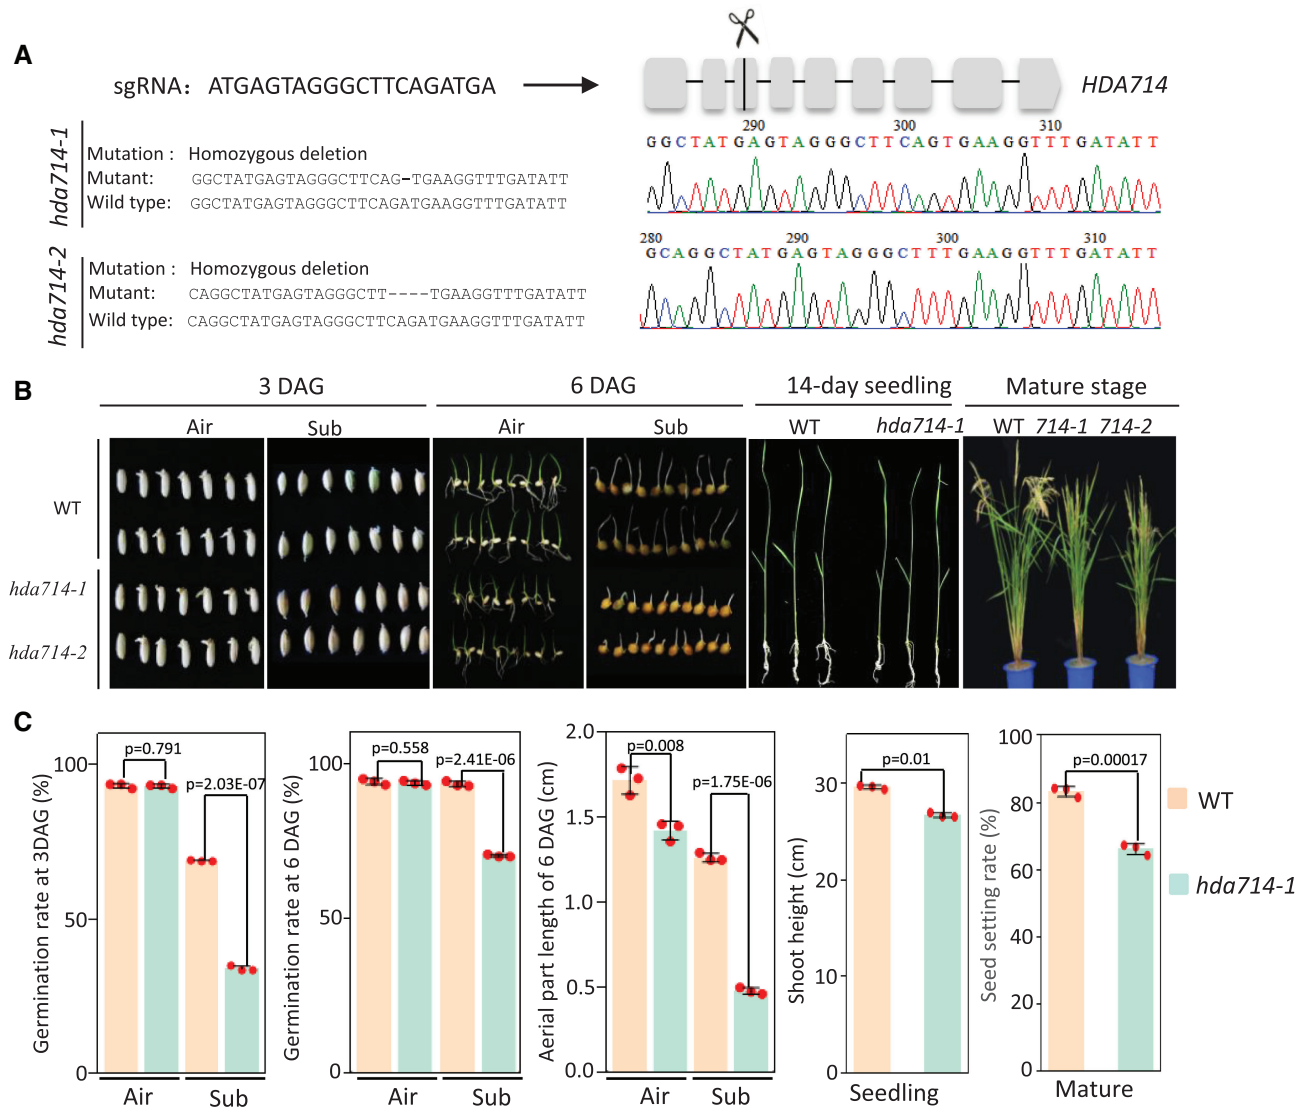 A
sgRNA: ATGAGTAGGGCTTCAGATGA
HDA714
hda714-1
Mutation : Homozygous deletion
Mutant: GGCTATGAGTAGGGCTTCAG-TGAAGGTTTGATATT
Wild type: GGCTATGAGTAGGGCTTCAGATGAAGGTTTGATATT
290 300 310
GGCTATGAGTAGGGCTTCAGTGAAGGTTTGATATT
hda714-2
Mutation : Homozygous deletion
Mutant: CAGGCTATGAGTAGGGCTT----TGAAGGTTTGATATT
Wild type: CAGGCTATGAGTAGGGCTTCAGATGAAGGTTTGATATT
280 290 300 310
GCAGGCTATGAGTAGGGCTTTGAAGGTTTGATATT
B
3 DAG 6 DAG 14-day seedling Mature stage
Air Sub Air Sub WT hda714-1 WT 714-1 714-2
WT
hda714-1
hda714-2
C
Germination rate at 3DAG (%)
100
50
0
p=0.791
p=2.03E-07
Air Sub
Germination rate at 6 DAG (%)
100
50
0
p=0.558
p=2.41E-06
Air Sub
Aerial part length of 6 DAG (cm)
2.0
1.5
1.0
0.5
0.0
p=0.008
p=1.75E-06
Air Sub
Shoot height (cm)
30
20
10
0
p=0.01
Seedling
Seed setting rate (%)
100
80
60
40
20
0
p=0.00017
Mature
WT
hda714-1